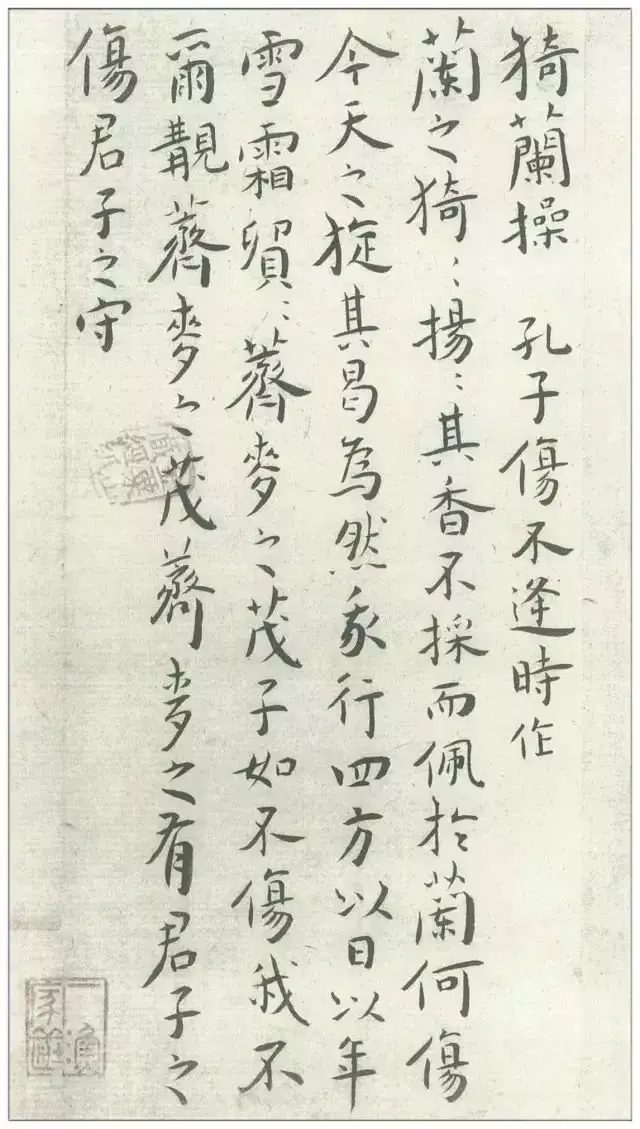 猗蘭操 孔子傷不逢時作
蘭之猗〻揚〻其香不採而佩於蘭何傷
今天之旋其曷為然我行四方以日以年
雪霜貿〻薺麥之茂子如不傷我不
爾覯薺麥之茂薺麥之有君子之
傷君子之守